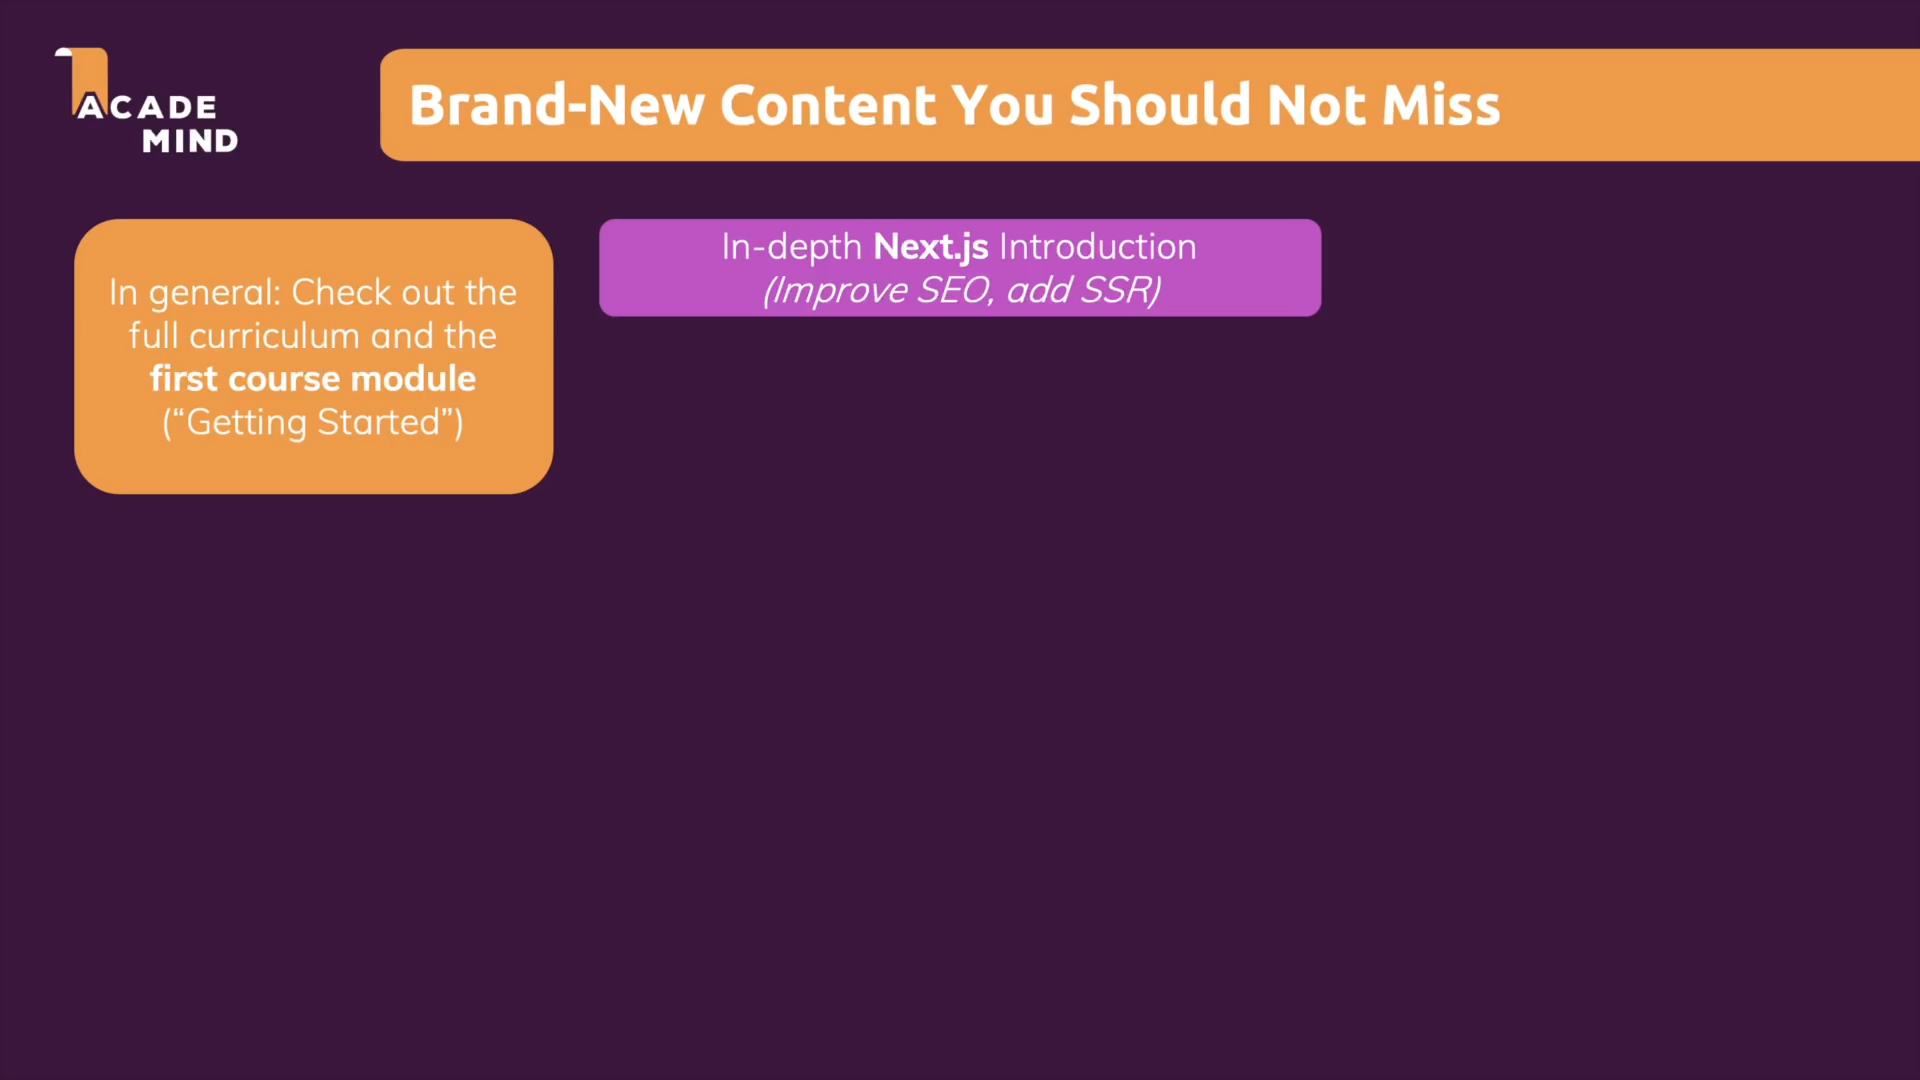 ACADE
MIND
Brand-New Content You Should Not Miss
In general: Check out the
full curriculum and the
first course module
(“Getting Started”)
In-depth Next.js Introduction
(Improve SEO, add SSR)